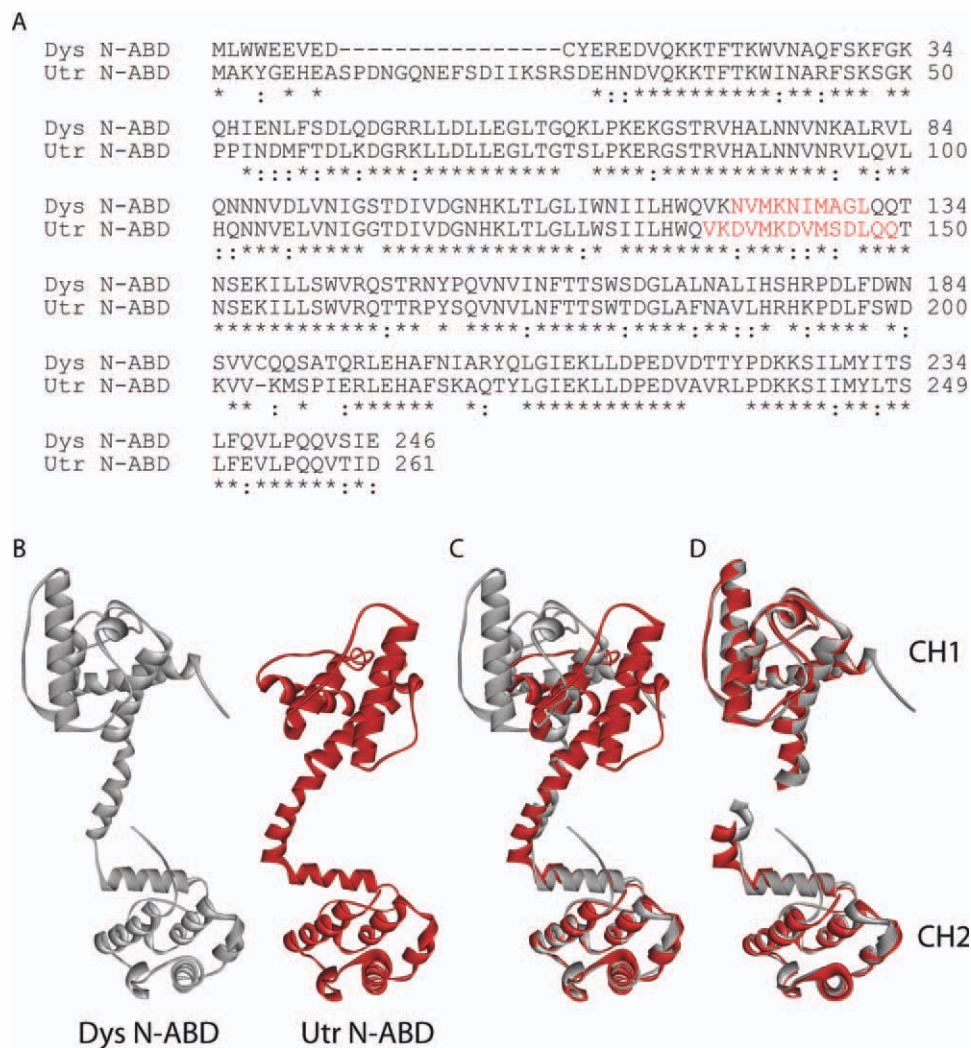 A
Dys N-ABD MLWWEEVED----------------CYEREDVQKKTFTKWVNAQFSKFGK 34
Utr N-ABD MAKYGEHEASPDNGQNEFSDIIKSRSDEHNDVQKKTFTKWINARFSKSGK 50
* : * * *::************:**:*** **
Dys N-ABD QHIENLFSDLQDGRRLLDLLEGLTGQKLPKEKGSTRVHALNNVNKALRVL 84
Utr N-ABD PPINDMFTDLKDGRKLLDLLEGLTGTSLPKERGSTRVHALNNVNRVLQVL 100
*:::*:**:***:********** ****:************:.*:**
Dys N-ABD QNNNVDLVNIGSTDIVDGNHKLTLGLIWNIILHWQVKNVMKNIMAGLQQT 134
Utr N-ABD HQNNVELVNIGGTDIVDGNHKLTLGLLWSIILHWQVKDVMKDVMSDLQQT 150
::***:*****.**************:*.********:***::*:.****
Dys N-ABD NSEKILLSWVRQSTRNYPQVNVINFTTSWSDGLALNALIHSHRPDLFDWN 184
Utr N-ABD NSEKILLSWVRQTTRPYSQVNVLNFTTSWTDGLAFNAVLHRHKPDLFSWD 200
************:** *.****:******:****:**::* *:****.*:
Dys N-ABD SVVCQQSATQRLEHAFNIARYQLGIEKLLDPEDVDTTYPDKKSILMYITS 234
Utr N-ABD KVV-KMSPIERLEHAFSKAQTYLGIEKLLDPEDVAVRLPDKKSIIMYLTS 249
** : * :****** *: ************ ******:**:**
Dys N-ABD LFQVLPQQVSIE 246
Utr N-ABD LFEVLPQQVTID 261
**:******:*:
B
C
D
CH1
CH2
Dys N-ABD
Utr N-ABD